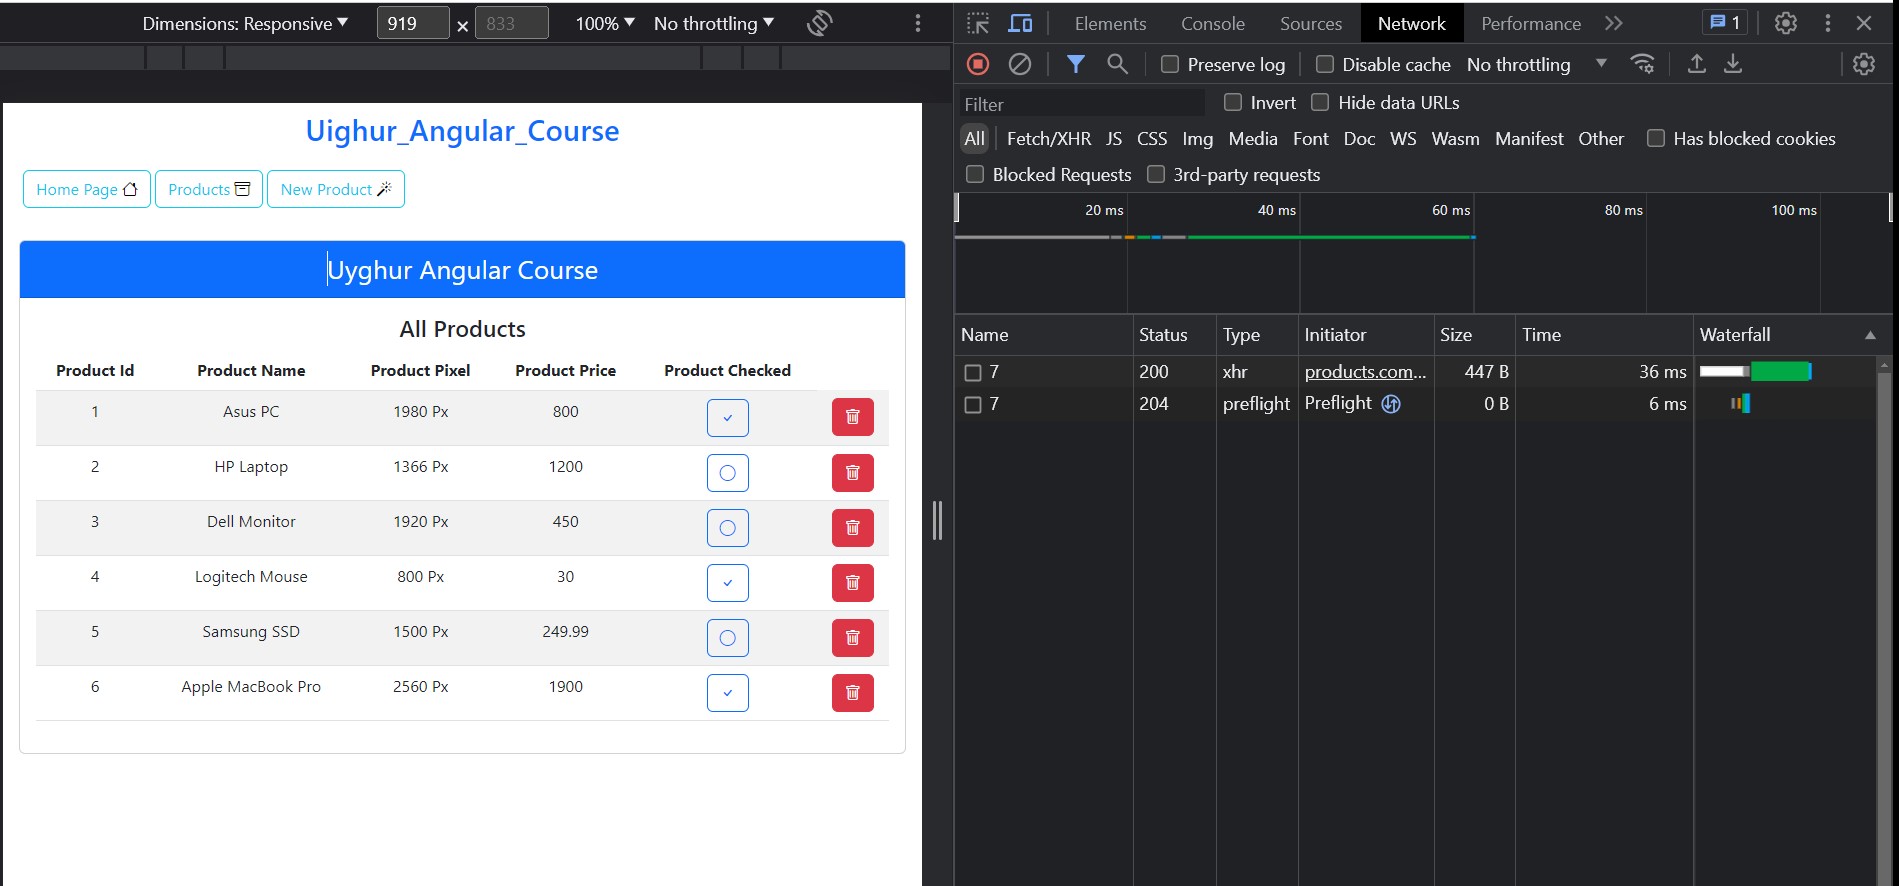 Dimensions: Responsive 919 × 833 100% No throttling
Uighur_Angular_Course
Home Page Products New Product
Uyghur Angular Course
All Products
Product Id Product Name Product Pixel Product Price Product Checked
1 Asus PC 1980 Px 800
2 HP Laptop 1366 Px 1200
3 Dell Monitor 1920 Px 450
4 Logitech Mouse 800 Px 30
5 Samsung SSD 1500 Px 249.99
6 Apple MacBook Pro 2560 Px 1900
Elements Console Sources Network Performance 1
Preserve log Disable cache No throttling
Filter Invert Hide data URLs
All Fetch/XHR JS CSS Img Media Font Doc WS Wasm Manifest Other Has blocked cookies
Blocked Requests 3rd-party requests
20 ms 40 ms 60 ms 80 ms 100 ms
Name Status Type Initiator Size Time Waterfall
7 200 xhr products.com... 447 B 36 ms
7 204 preflight Preflight 0 B 6 ms